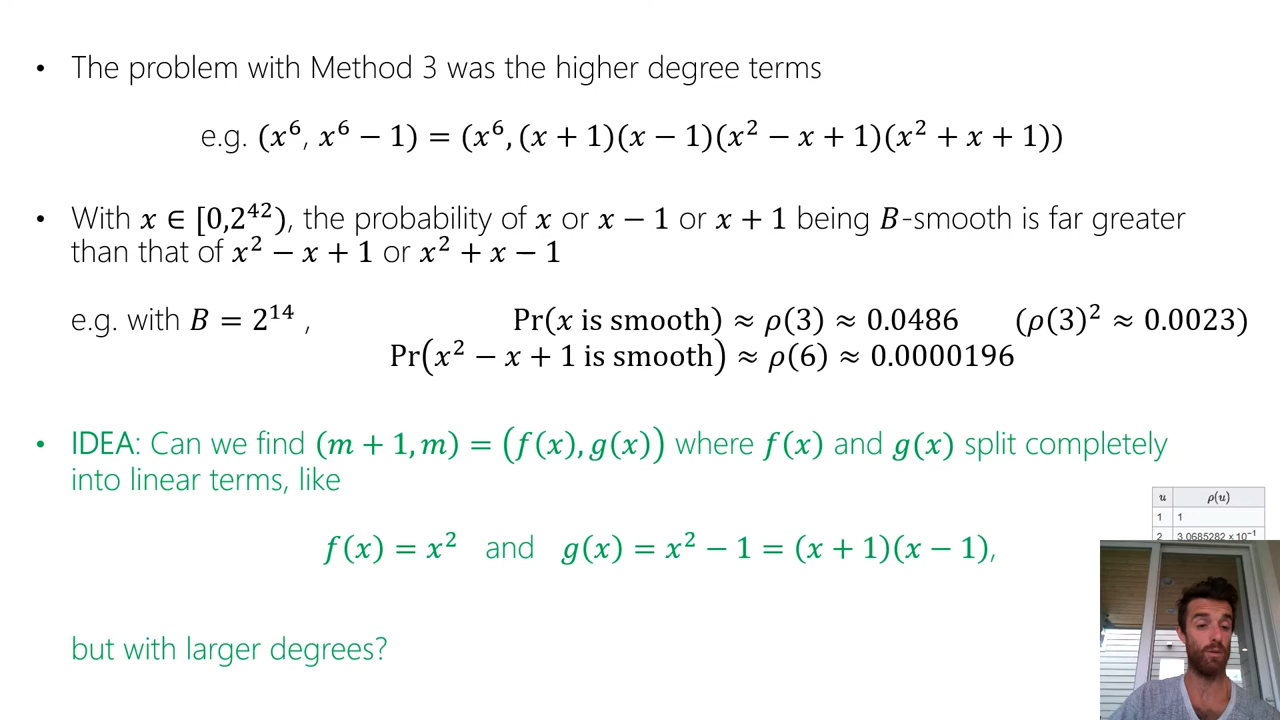 • The problem with Method 3 was the higher degree terms
e.g. (x⁶, x⁶ − 1) = (x⁶, (x + 1)(x − 1)(x² − x + 1)(x² + x + 1))
• With x ∈ [0,2⁴²), the probability of x or x − 1 or x + 1 being B-smooth is far greater
than that of x² − x + 1 or x² + x − 1
e.g. with B = 2¹⁴ , Pr(x is smooth) ≈ ρ(3) ≈ 0.0486 (ρ(3)² ≈ 0.0023)
Pr(x² − x + 1 is smooth) ≈ ρ(6) ≈ 0.0000196
• IDEA: Can we find (m + 1, m) = (f(x), g(x)) where f(x) and g(x) split completely
into linear terms, like
u ρ(u)
1 1
2 3.0685282 × 10⁻¹
f(x) = x² and g(x) = x² − 1 = (x + 1)(x − 1),
but with larger degrees?